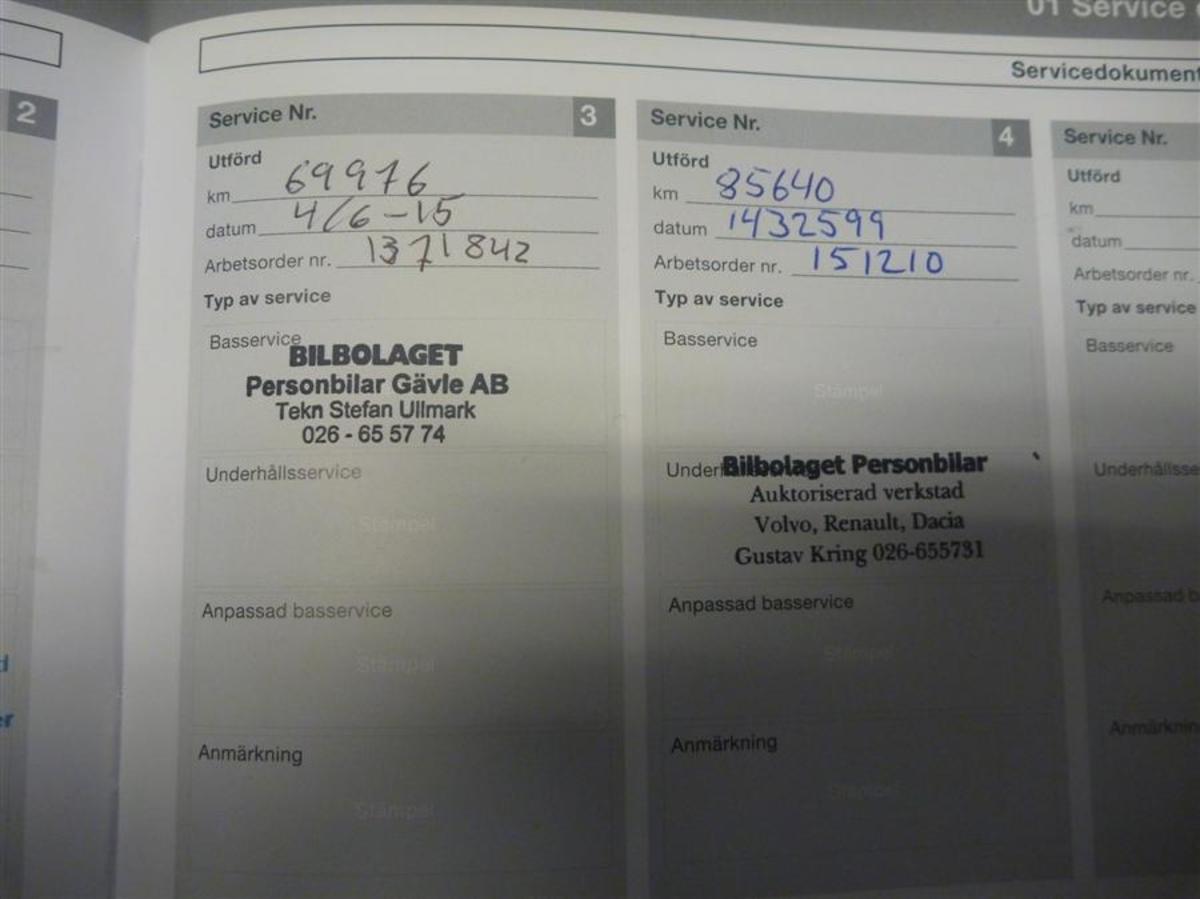 01 Service
Servicedokument
2
Service Nr. 3
Utförd
km 69976
datum 4/6-15
Arbetsorder nr. 1371842
Typ av service
Basservice
BILBOLAGET
Personbilar Gävle AB
Tekn Stefan Ullmark
026 - 65 57 74
Underhållsservice
Stämpel
Anpassad basservice
Stämpel
Anmärkning
Stämpel
Service Nr. 4
Utförd
km 85640
datum 1432599
Arbetsorder nr. 151210
Typ av service
Basservice
Stämpel
Bilbolaget Personbilar
Auktoriserad verkstad
Volvo, Renault, Dacia
Gustav Kring 026-655731
Anpassad basservice
Stämpel
Anmärkning
Stämpel
Service Nr.
Utförd
km
datum
Arbetsorder nr.
Typ av service
Basservice